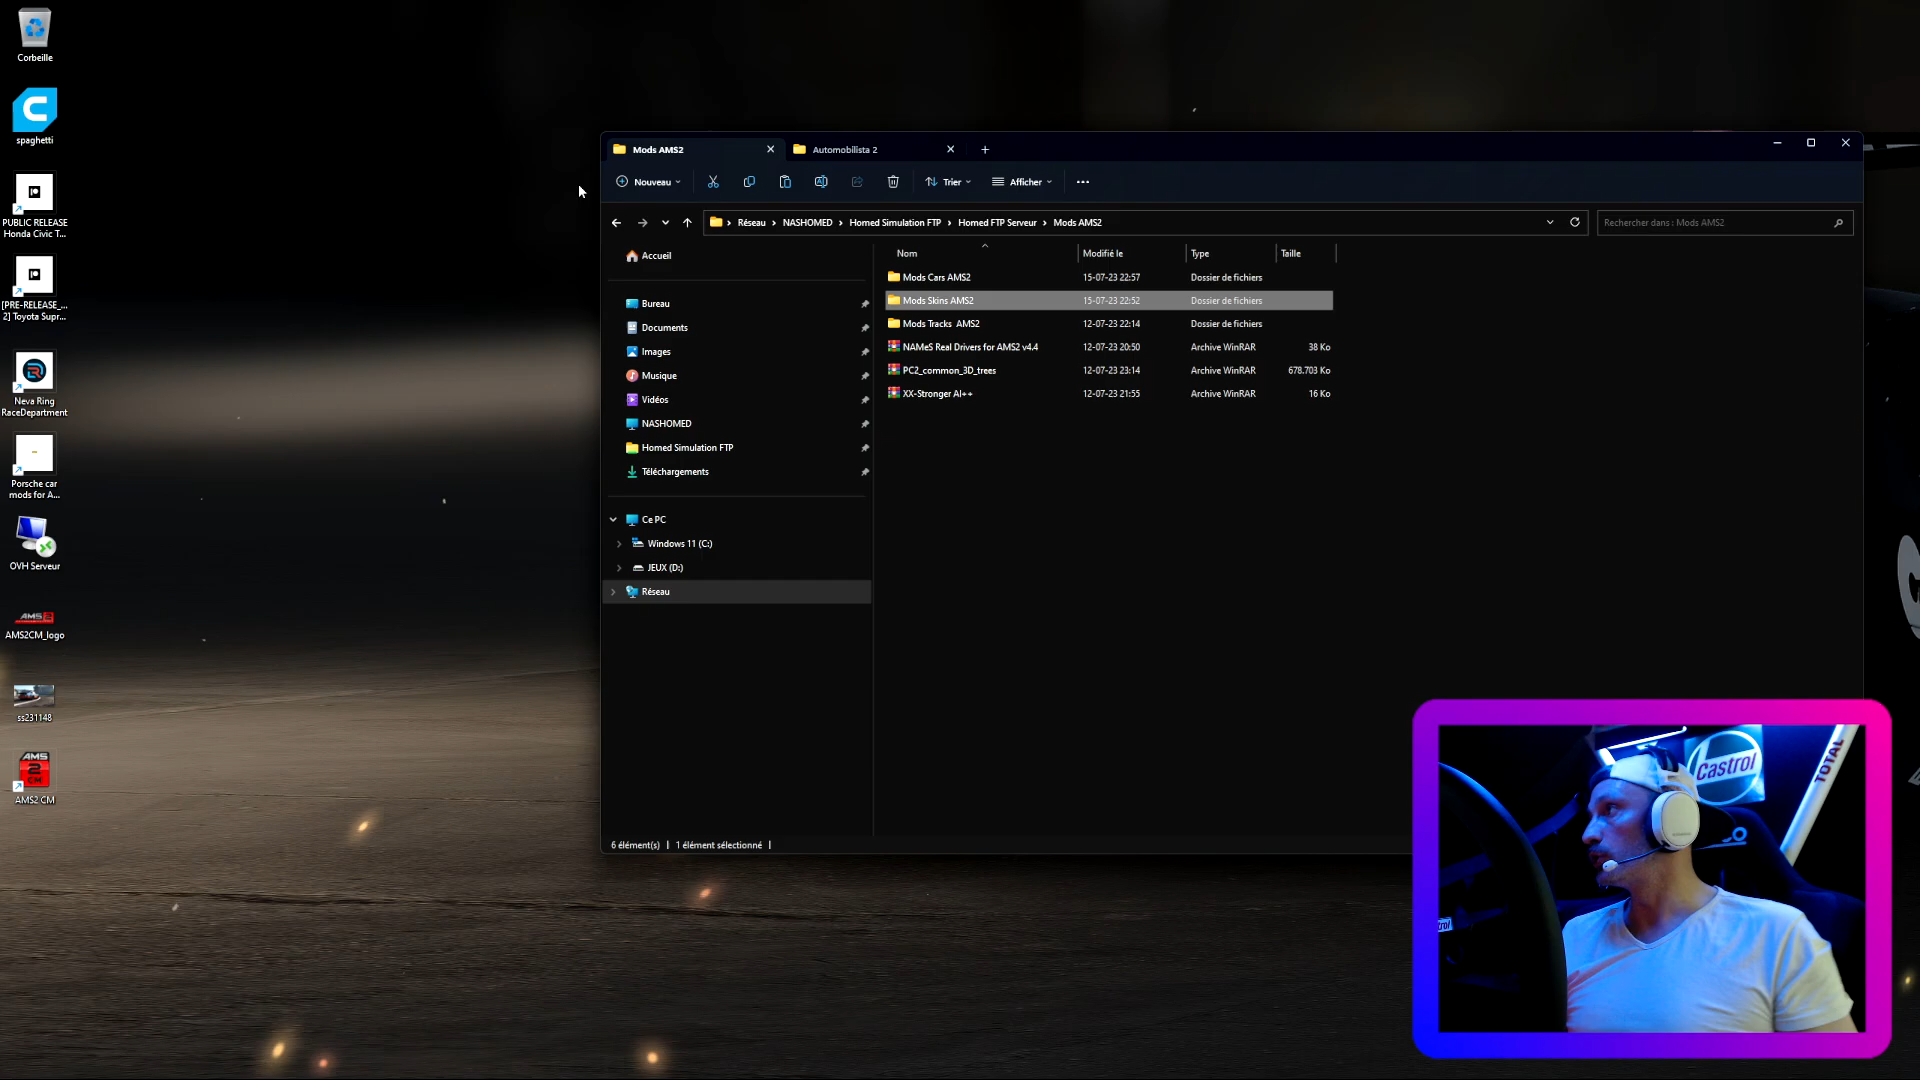 Corbeille
spaghetti
PUBLIC RELEASE
Honda Civic T...
[PRE-RELEASE_...
2] Toyota Supr...
Neva Ring
RaceDepartment
Porsche car
mods for A...
OVH Serveur
AMS2
AMS2CM_logo
ss231148
AMS
2
CM
AMS2 CM
Mods AMS2
Automobilista 2
Nouveau
Trier
Afficher
Réseau > NASHOMED > Homed Simulation FTP > Homed FTP Serveur > Mods AMS2
Rechercher dans : Mods AMS2
Accueil
Bureau
Documents
Images
Musique
Vidéos
NASHOMED
Homed Simulation FTP
Téléchargements
Ce PC
Windows 11 (C:)
JEUX (D:)
Réseau
Nom Modifié le Type Taille
Mods Cars AMS2 15-07-23 22:57 Dossier de fichiers
Mods Skins AMS2 15-07-23 22:52 Dossier de fichiers
Mods Tracks AMS2 12-07-23 22:14 Dossier de fichiers
NAMeS Real Drivers for AMS2 v4.4 12-07-23 20:50 Archive WinRAR 38 Ko
PC2_common_3D_trees 12-07-23 23:14 Archive WinRAR 678.703 Ko
XX-Stronger AI++ 12-07-23 21:55 Archive WinRAR 16 Ko
6 élément(s) | 1 élément sélectionné |
Castrol
TOTAL